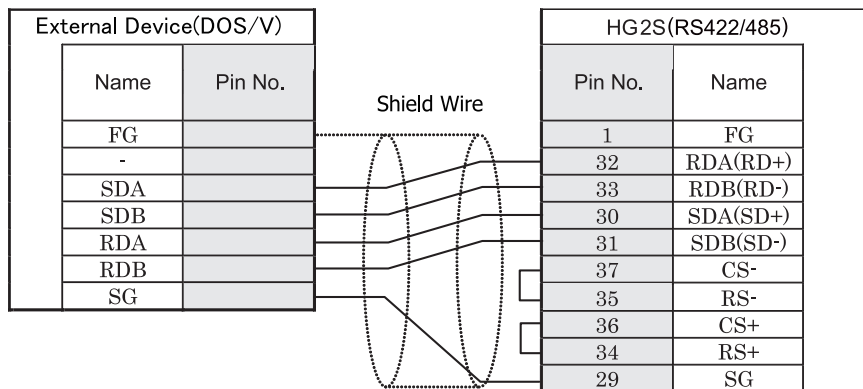 External Device(DOS/V)
Name Pin No.
FG
-
SDA
SDB
RDA
RDB
SG
Shield Wire
HG2S(RS422/485)
Pin No. Name
1 FG
32 RDA(RD+)
33 RDB(RD-)
30 SDA(SD+)
31 SDB(SD-)
37 CS-
35 RS-
36 CS+
34 RS+
29 SG